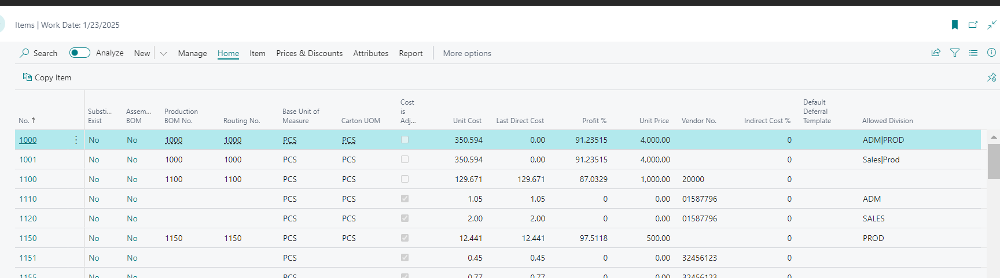 Items | Work Date: 1/23/2025
Search Analyze New Manage Home Item Prices & Discounts Attributes Report More options
Copy Item
No. ↑ Substi... Exist Assem... BOM Production BOM No. Routing No. Base Unit of Measure Carton UOM Cost is Adj... Unit Cost Last Direct Cost Profit % Unit Price Vendor No. Indirect Cost % Default Deferral Template Allowed Division
1000 No No 1000 1000 PCS PCS 350.594 0.00 91.23515 4,000.00 0 ADM|PROD
1001 No No 1000 1000 PCS PCS 350.594 0.00 91.23515 4,000.00 0 Sales|Prod
1100 No No 1100 1100 PCS PCS 129.671 129.671 87.0329 1,000.00 20000 0
1110 No No PCS PCS 1.05 1.05 0 0.00 01587796 0 ADM
1120 No No PCS PCS 2.00 2.00 0 0.00 01587796 0 SALES
1150 No No 1150 1150 PCS PCS 12.441 12.441 97.5118 500.00 0 PROD
1151 No No PCS 0.45 0.45 0 0.00 32456123 0
1155 No No PCS 0.77 0.77 0 0.00 32456123 0